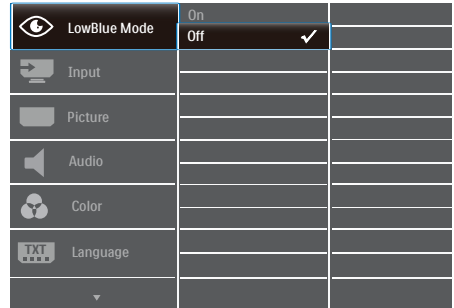 LowBlue Mode
On
Off
Input
Picture
Audio
Color
TXT
Language